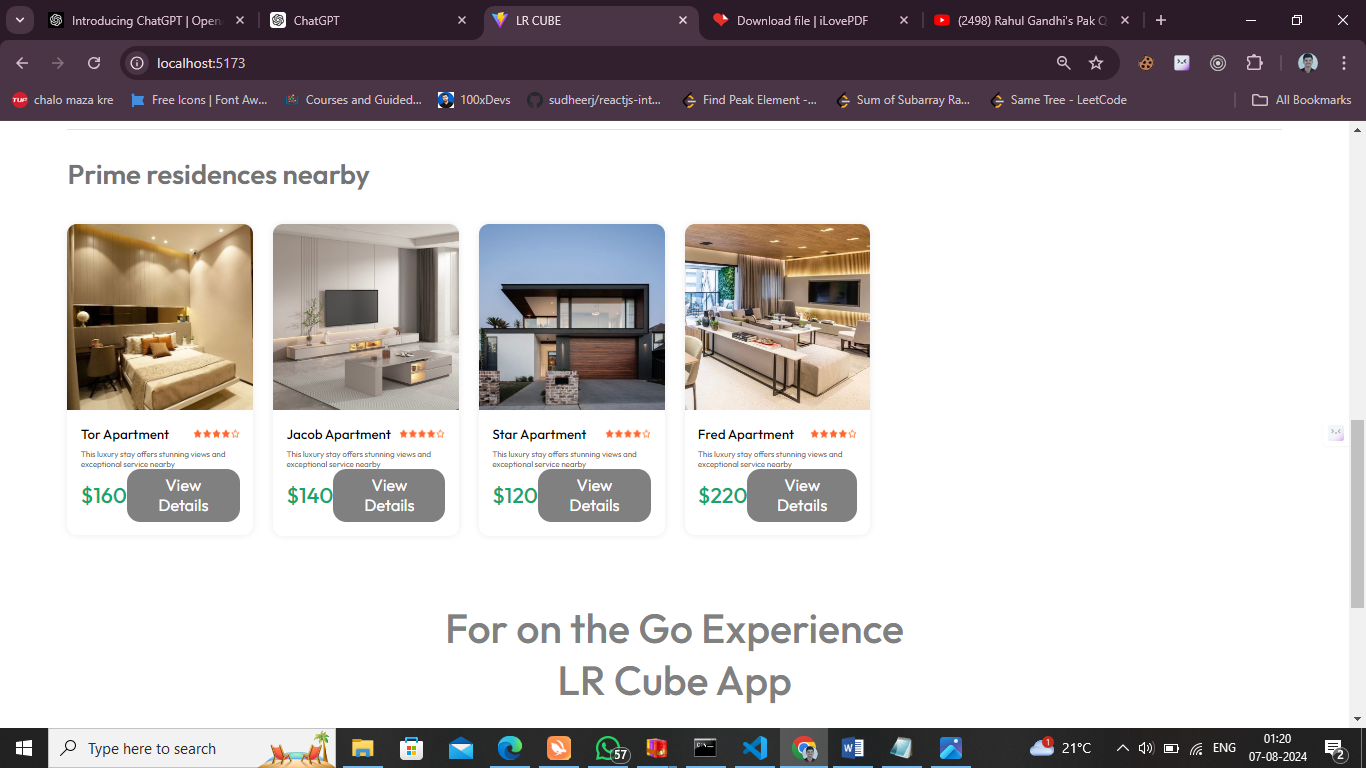 Introducing ChatGPT | Open
ChatGPT
LR CUBE
Download file | iLovePDF
(2498) Rahul Gandhi's Pak Q
localhost:5173
TUP chalo maza kre
Free Icons | Font Aw...
Courses and Guided...
100xDevs
sudheerj/reactjs-int...
Find Peak Element -...
Sum of Subarray Ra...
Same Tree - LeetCode
All Bookmarks
Prime residences nearby
Tor Apartment
This luxury stay offers stunning views and
exceptional service nearby
$160
View
Details
Jacob Apartment
This luxury stay offers stunning views and
exceptional service nearby
$140
View
Details
Star Apartment
This luxury stay offers stunning views and
exceptional service nearby
$120
View
Details
Fred Apartment
This luxury stay offers stunning views and
exceptional service nearby
$220
View
Details
For on the Go Experience
LR Cube App
Type here to search
57
1
21°C
ENG
01:20
07-08-2024
2